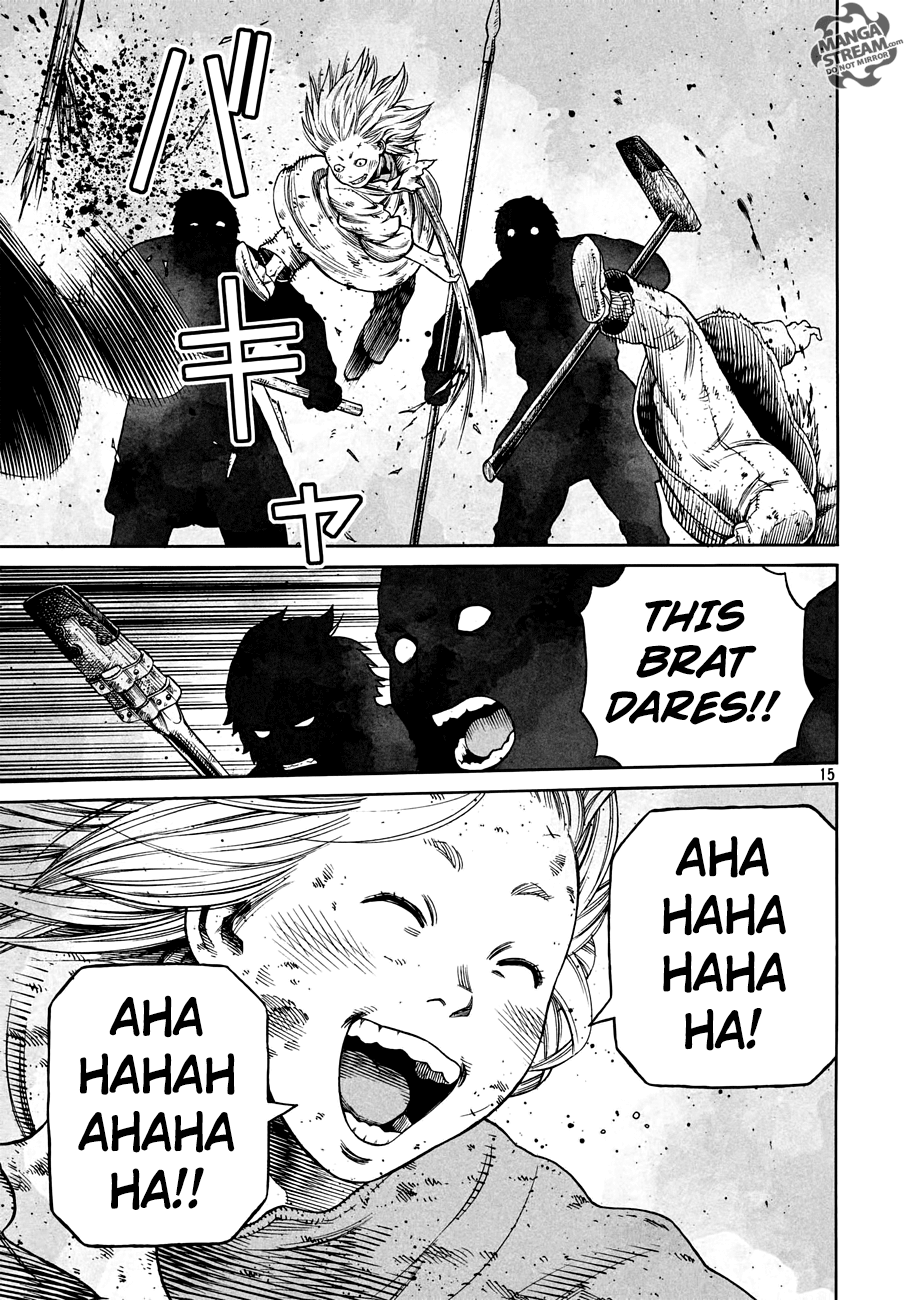 MANGA
STREAM.com
DO NOT MIRROR
バ
キ
ャ
THIS
BRAT
DARES!!
15
AHA
HAHA
HAHA
HA!
AHA
HAHAH
AHAHA
HA!!